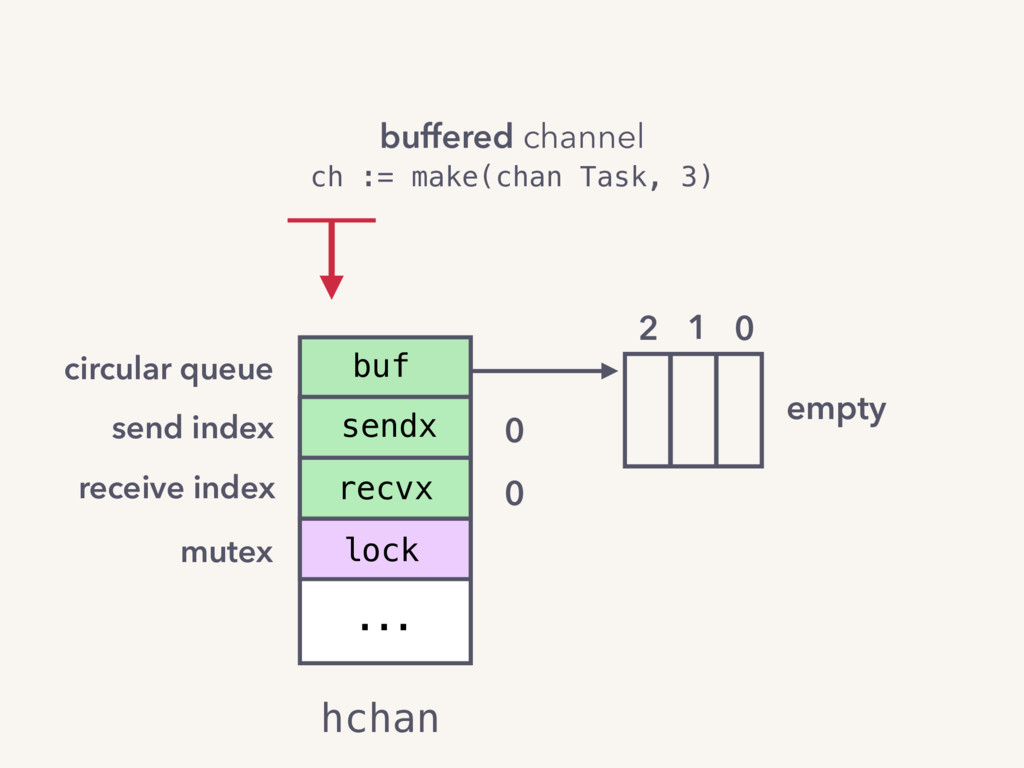 buffered channel
ch := make(chan Task, 3)
2 1 0
circular queue buf
empty
send index sendx 0
receive index recvx 0
mutex lock
...
hchan